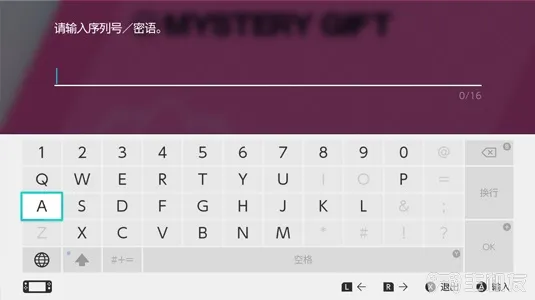 请输入序列号／密语。
MYSTERY GIFT
0/16
1 2 3 4 5 6 7 8 9 0 @
Q W E R T Y U I O P =
换行
A S D F G H J K L & ;
Z X C V B N M * # ! ?
OK
#+= 空格
L ← R → X 退出 A 输入